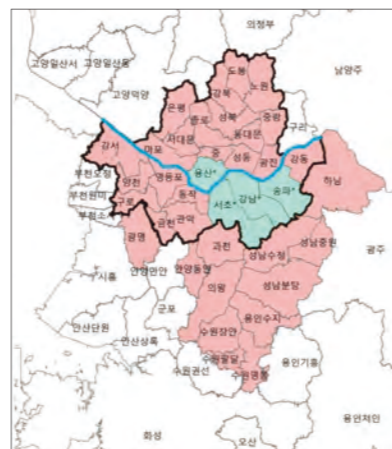 의정부
고양일산서 고양일산동
남양주
고양덕양
도봉
강북 노원
은평
종로 성북 중랑
서대문 동대문
구리
강서
마포
중
성동
광진 강동
용산*
부천오정
양천
영등포
동작
서초* 강남* 송파*
하남
부천원미
구로
부천소
금천 관악
광명
과천
성남수정
성남중원
광주
시흥
안양만안
안양동안
의왕
성남분당
군포
안산단원
안산상록
수원장안
용인수지
수원팔달
수원권선
수원영통
용인기흥
용인처인
화성
오산